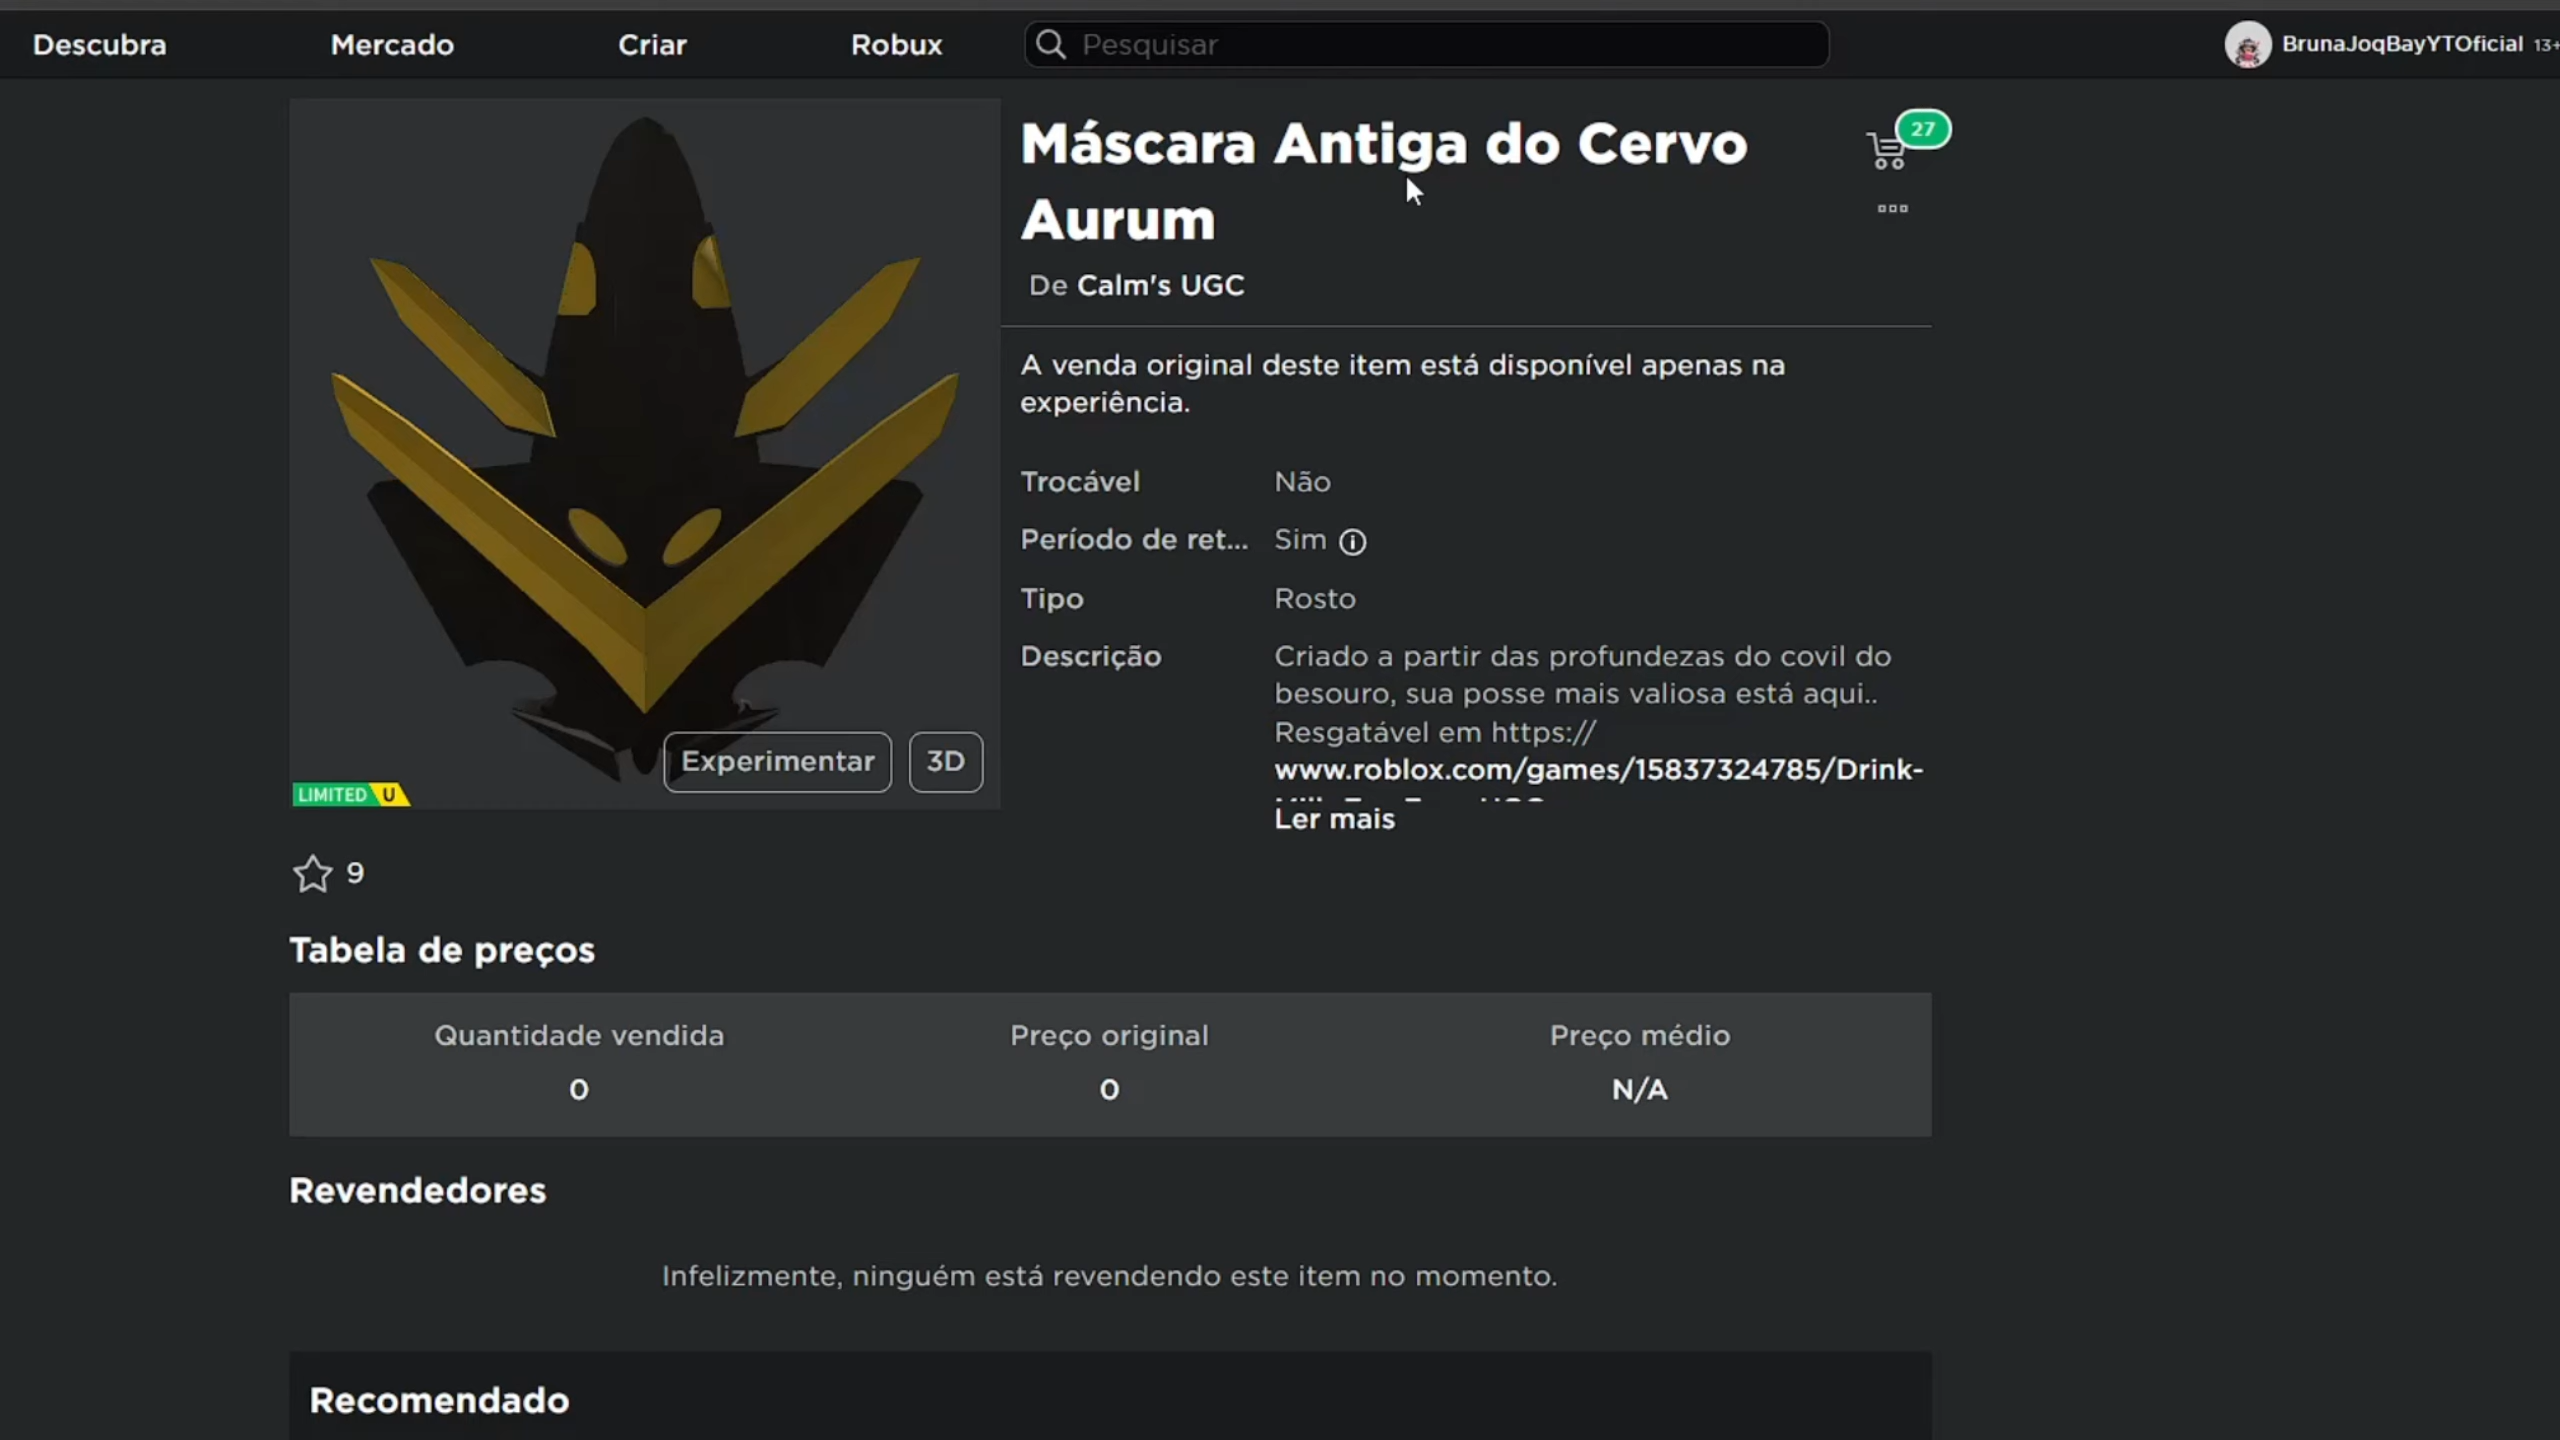 Descubra Mercado Criar Robux Pesquisar BrunaJoqBayYTOficial 13+
Máscara Antiga do Cervo
Aurum
27
De Calm's UGC
A venda original deste item está disponível apenas na
experiência.
Trocável Não
Período de ret... Sim
Tipo Rosto
Descrição Criado a partir das profundezas do covil do
besouro, sua posse mais valiosa está aqui..
Resgatável em https://
www.roblox.com/games/15837324785/Drink-
Ler mais
Experimentar 3D
LIMITED U
9
Tabela de preços
Quantidade vendida Preço original Preço médio
0 0 N/A
Revendedores
Infelizmente, ninguém está revendendo este item no momento.
Recomendado